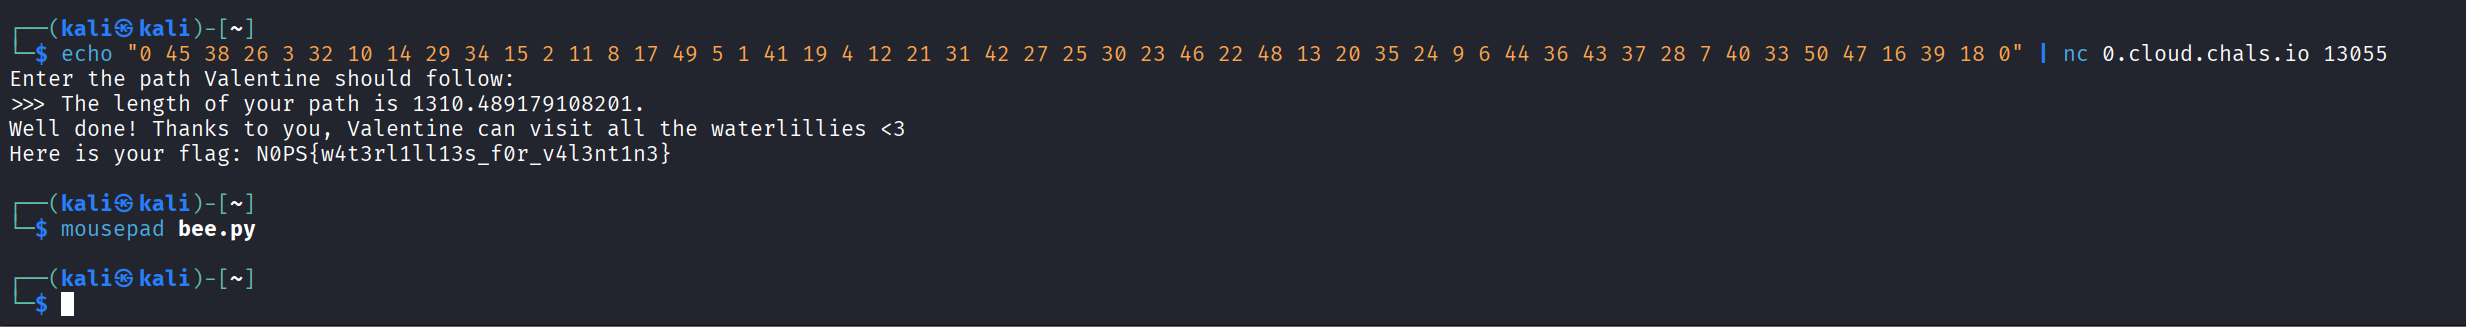 ┌──(kali㉿kali)-[~]
└─$ echo "0 45 38 26 3 32 10 14 29 34 15 2 11 8 17 49 5 1 41 19 4 12 21 31 42 27 25 30 23 46 22 48 13 20 35 24 9 6 44 36 43 37 28 7 40 33 50 47 16 39 18 0" | nc 0.cloud.chals.io 13055
Enter the path Valentine should follow:
>>> The length of your path is 1310.489179108201.
Well done! Thanks to you, Valentine can visit all the waterlillies <3
Here is your flag: N0PS{w4t3rl1ll13s_f0r_v4l3nt1n3}
┌──(kali㉿kali)-[~]
└─$ mousepad bee.py
┌──(kali㉿kali)-[~]
└─$